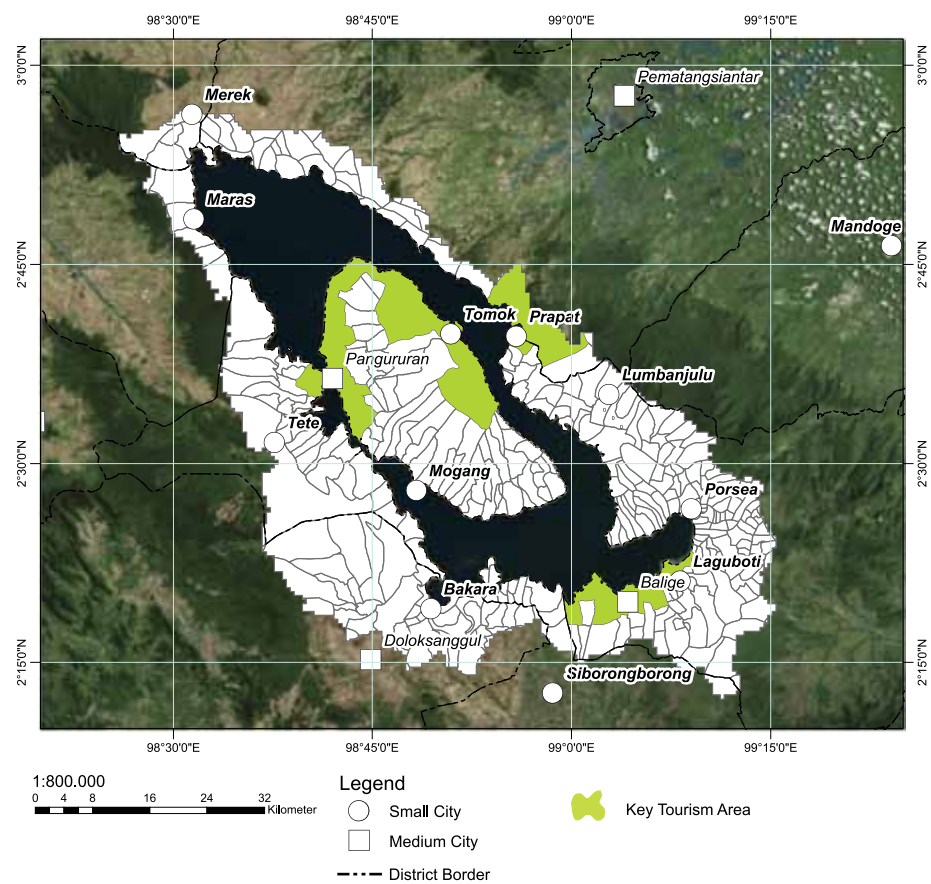 98°30'0"E 98°45'0"E 99°0'0"E 99°15'0"E
3°0'0"N 3°0'0"N
Pematangsiantar
Merek
Maras
Mandoge
2°45'0"N 2°45'0"N
Tomok Prapat
Pangururan
Lumbanjulu
Tete
2°30'0"N 2°30'0"N
Mogang
Porsea
Laguboti
Balige
Bakara
Doloksanggul
2°15'0"N 2°15'0"N
Siborongborong
98°30'0"E 98°45'0"E 99°0'0"E 99°15'0"E
1:800.000
0 4 8 16 24 32
Kilometer
Legend
Small City
Medium City
District Border
Key Tourism Area